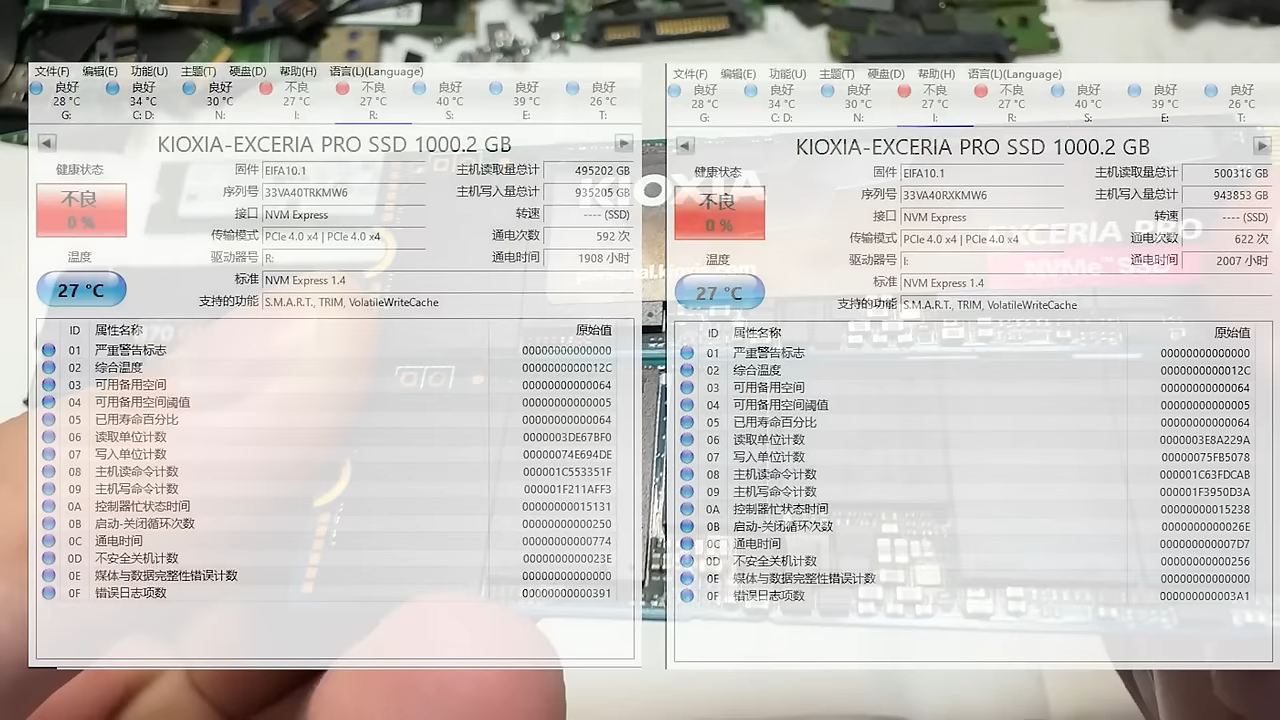 文件(F) 编辑(E) 功能(U) 主题(T) 硬盘(D) 帮助(H) 语言(L)(Language)
良好 良好 良好 不良 不良 良好 良好 良好
28 °C 34 °C 30 °C 27 °C 27 °C 40 °C 39 °C 26 °C
G: C: D: N: I: R: S: E: T:
KIOXIA-EXCERIA PRO SSD 1000.2 GB
健康状态
不良
0 %
温度
27 °C
固件 EIFA10.1 主机读取量总计 495202 GB
序列号 33VA40TRKMW6 主机写入量总计 935205 GB
接口 NVM Express 转速 ---- (SSD)
传输模式 PCIe 4.0 x4 | PCIe 4.0 x4 通电次数 592 次
驱动器号 R: 通电时间 1908 小时
标准 NVM Express 1.4
支持的功能 S.M.A.R.T., TRIM, VolatileWriteCache
ID 属性名称 原始值
01 严重警告标志 00000000000000
02 综合温度 0000000000012C
03 可用备用空间 00000000000064
04 可用备用空间阈值 00000000000005
05 已用寿命百分比 00000000000064
06 读取单位计数 0000003DE67BF0
07 写入单位计数 00000074E694DE
08 主机读命令计数 000001C553351F
09 主机写命令计数 000001F211AFF3
0A 控制器忙状态时间 00000000015131
0B 启动-关闭循环次数 00000000000250
0C 通电时间 00000000000774
0D 不安全关机计数 0000000000023E
0E 媒体与数据完整性错误计数 00000000000000
0F 错误日志项数 00000000000391
文件(F) 编辑(E) 功能(U) 主题(T) 硬盘(D) 帮助(H) 语言(L)(Language)
良好 良好 良好 不良 不良 良好 良好 良好
28 °C 34 °C 30 °C 27 °C 27 °C 40 °C 39 °C 26 °C
G: C: D: N: I: R: S: E: T:
KIOXIA-EXCERIA PRO SSD 1000.2 GB
健康状态
不良
0 %
温度
27 °C
固件 EIFA10.1 主机读取量总计 500316 GB
序列号 33VA40RXKMW6 主机写入量总计 943853 GB
接口 NVM Express 转速 ---- (SSD)
传输模式 PCIe 4.0 x4 | PCIe 4.0 x4 通电次数 622 次
驱动器号 I: 通电时间 2007 小时
标准 NVM Express 1.4
支持的功能 S.M.A.R.T., TRIM, VolatileWriteCache
ID 属性名称 原始值
01 严重警告标志 00000000000000
02 综合温度 0000000000012C
03 可用备用空间 00000000000064
04 可用备用空间阈值 00000000000005
05 已用寿命百分比 00000000000064
06 读取单位计数 0000003E8A229A
07 写入单位计数 00000075FB5078
08 主机读命令计数 000001C63FDCAB
09 主机写命令计数 000001F3950D3A
0A 控制器忙状态时间 00000000015238
0B 启动-关闭循环次数 0000000000026E
0C 通电时间 000000000007D7
0D 不安全关机计数 00000000000256
0E 媒体与数据完整性错误计数 00000000000000
0F 错误日志项数 000000000003A1
KIOXIA
EXCERIA PRO
NVMe™ SSD